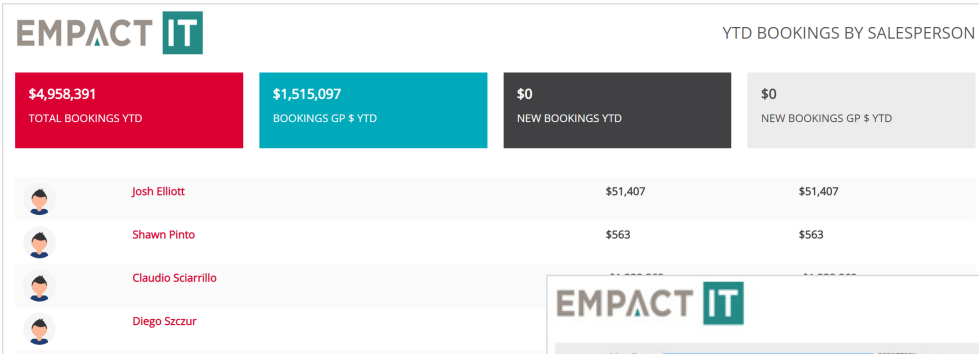 EMPACT IT
YTD BOOKINGS BY SALESPERSON
$4,958,391
TOTAL BOOKINGS YTD
$1,515,097
BOOKINGS GP $ YTD
$0
NEW BOOKINGS YTD
$0
NEW BOOKINGS GP $ YTD
Josh Elliott $51,407 $51,407
Shawn Pinto $563 $563
Claudio Sciarrillo
Diego Szczur
EMPACT IT